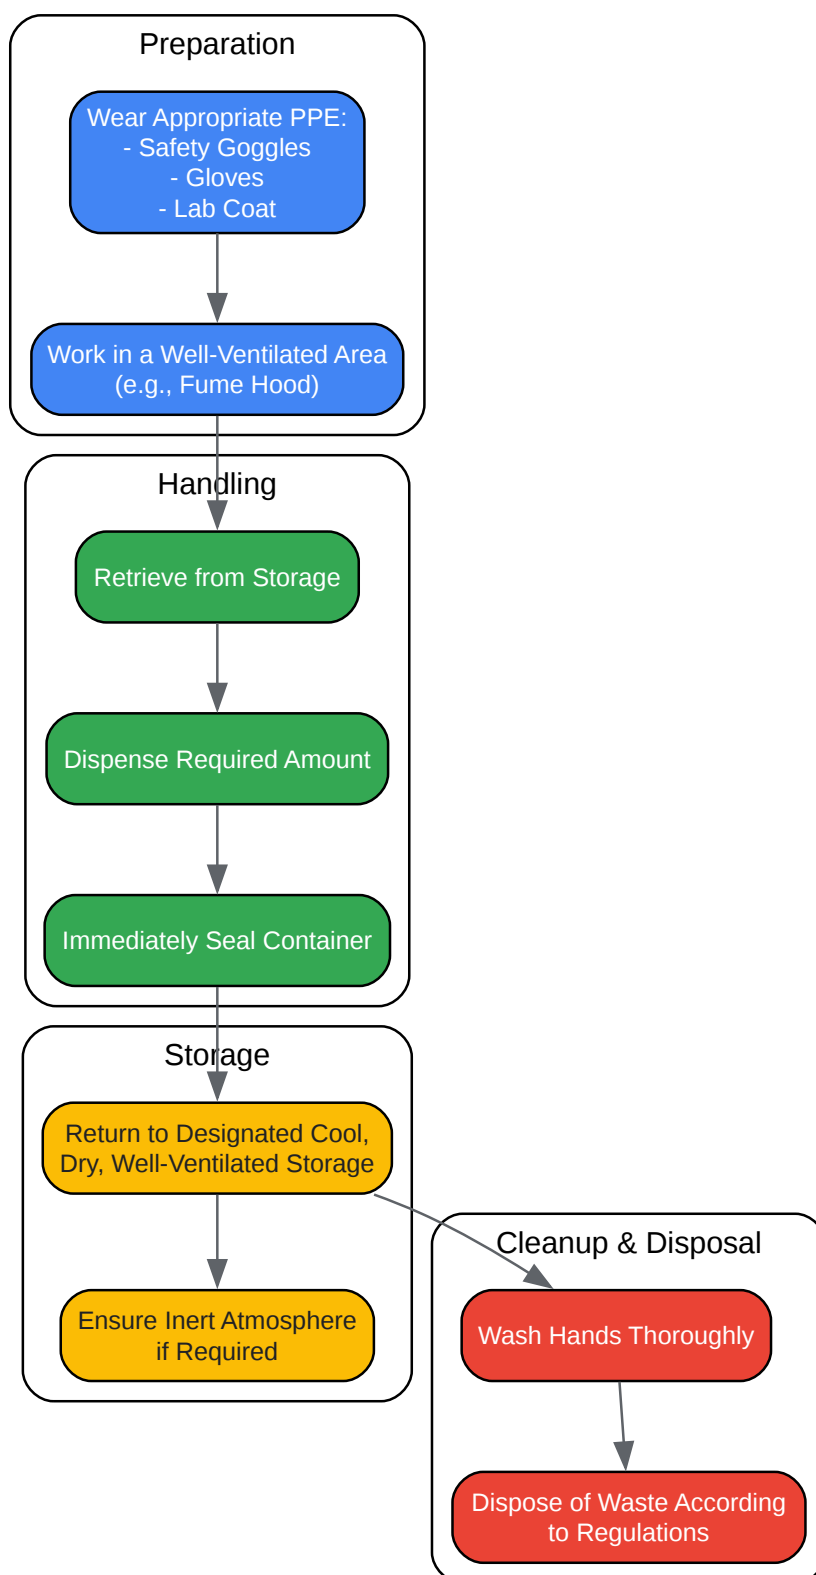 Preparation
Wear Appropriate PPE:
- Safety Goggles
- Gloves
- Lab Coat
Work in a Well-Ventilated Area
(e.g., Fume Hood)
Handling
Retrieve from Storage
Dispense Required Amount
Immediately Seal Container
Storage
Return to Designated Cool,
Dry, Well-Ventilated Storage
Ensure Inert Atmosphere
if Required
Cleanup & Disposal
Wash Hands Thoroughly
Dispose of Waste According
to Regulations